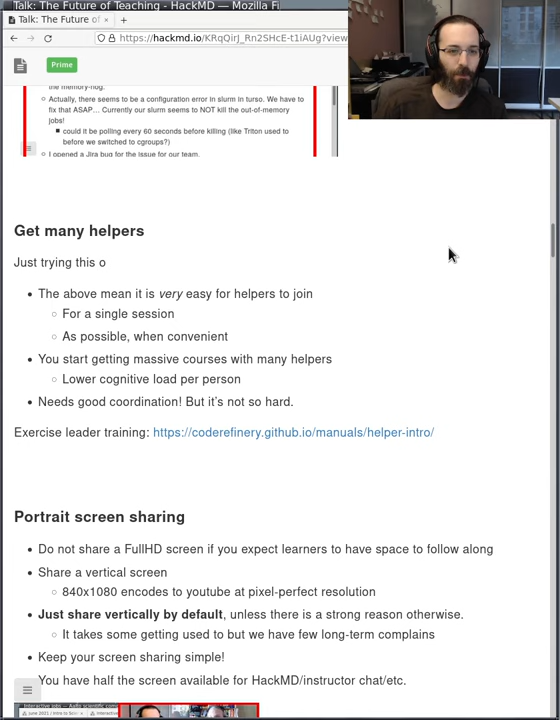 Talk: The Future of Teaching - HackMD — Mozilla Fi
Talk: The Future of
https://hackmd.io/KRqQirJ_Rn2SHcE-t1iAUg?view
Prime
the memory-hog.
Actually, there seems to be a configuration error in slurm in turso. We have to
fix that ASAP... Currently our slurm seems to NOT kill the out-of-memory
jobs!
could it be polling every 60 seconds before killing (like Triton used to
before we switched to cgroups?)
I opened a Jira bug for the issue for our team.
Get many helpers
Just trying this o
The above mean it is very easy for helpers to join
For a single session
As possible, when convenient
You start getting massive courses with many helpers
Lower cognitive load per person
Needs good coordination! But it's not so hard.
Exercise leader training: https://coderefinery.github.io/manuals/helper-intro/
Portrait screen sharing
Do not share a FullHD screen if you expect learners to have space to follow along
Share a vertical screen
840x1080 encodes to youtube at pixel-perfect resolution
Just share vertically by default, unless there is a strong reason otherwise.
It takes some getting used to but we have few long-term complains
Keep your screen sharing simple!
You have half the screen available for HackMD/instructor chat/etc.